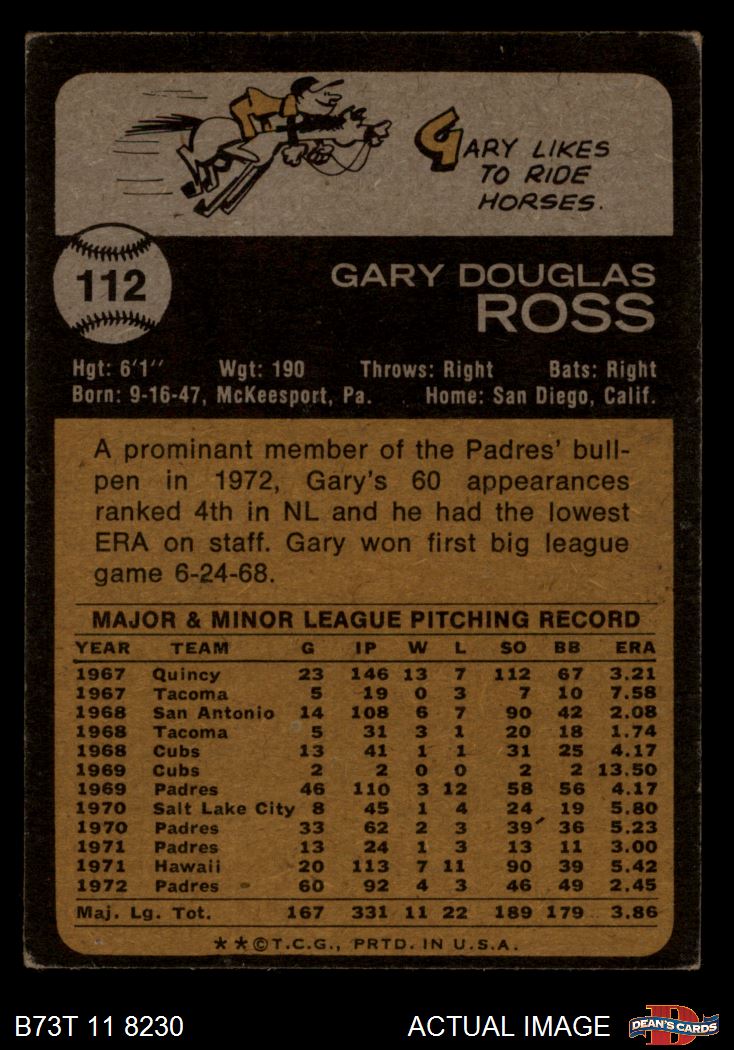 GARY LIKES
TO RIDE
HORSES.
112
GARY DOUGLAS
ROSS
Hgt: 6'1" Wgt: 190 Throws: Right Bats: Right
Born: 9-16-47, McKeesport, Pa. Home: San Diego, Calif.
A prominant member of the Padres' bull-
pen in 1972, Gary's 60 appearances
ranked 4th in NL and he had the lowest
ERA on staff. Gary won first big league
game 6-24-68.
MAJOR & MINOR LEAGUE PITCHING RECORD
YEAR TEAM G IP W L SO BB ERA
1967 Quincy 23 146 13 7 112 67 3.21
1967 Tacoma 5 19 0 3 7 10 7.58
1968 San Antonio 14 108 6 7 90 42 2.08
1968 Tacoma 5 31 3 1 20 18 1.74
1968 Cubs 13 41 1 1 31 25 4.17
1969 Cubs 2 2 0 0 2 2 13.50
1969 Padres 46 110 3 12 58 56 4.17
1970 Salt Lake City 8 45 1 4 24 19 5.80
1970 Padres 33 62 2 3 39 36 5.23
1971 Padres 13 24 1 3 13 11 3.00
1971 Hawaii 20 113 7 11 90 39 5.42
1972 Padres 60 92 4 3 46 49 2.45
Maj. Lg. Tot. 167 331 11 22 189 179 3.86
★★©T.C.G., PRTD. IN U.S.A.
B73T 11 8230 ACTUAL IMAGE D DEAN'S CARDS